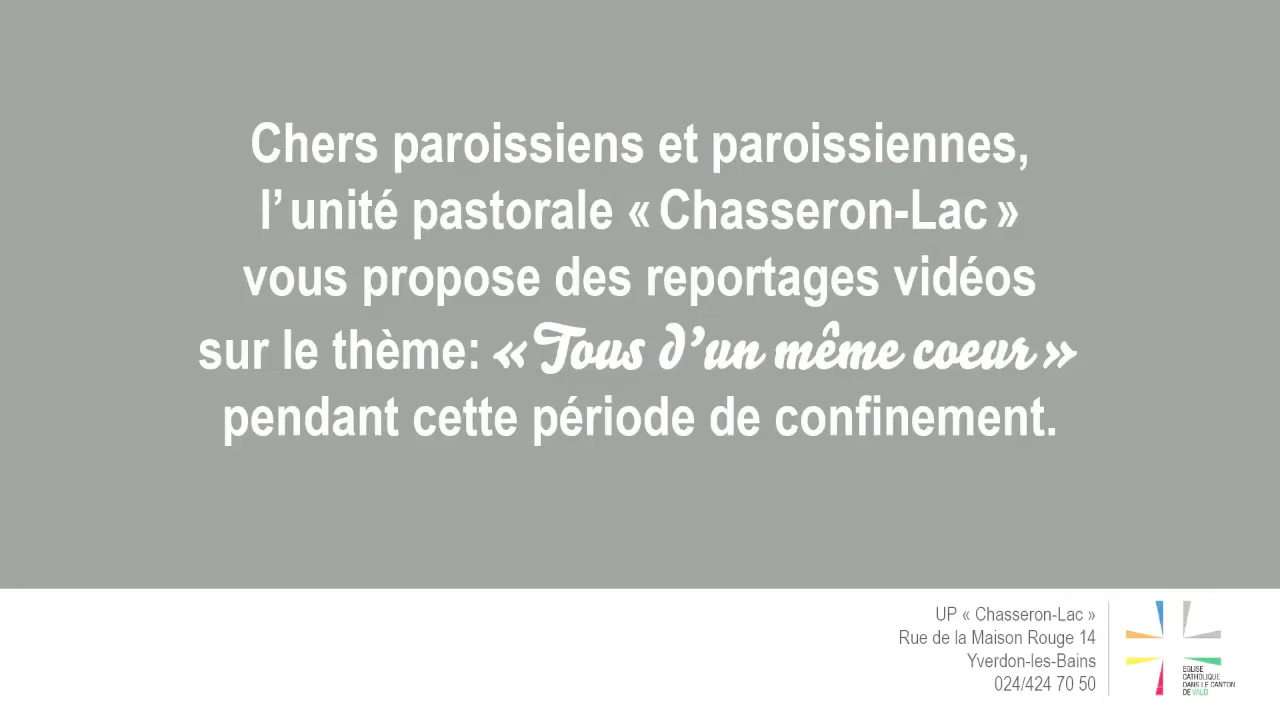 Chers paroissiens et paroissiennes,
l’unité pastorale « Chasseron-Lac »
vous propose des reportages vidéos
sur le thème: « Tous d’un même coeur »
pendant cette période de confinement.
UP « Chasseron-Lac »
Rue de la Maison Rouge 14
Yverdon-les-Bains
024/424 70 50
EGLISE
CATHOLIQUE
DANS LE CANTON
DE VAUD